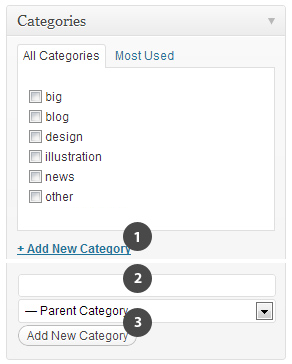 Categories
All Categories Most Used
big
blog
design
illustration
news
other
1
+ Add New Category
2
— Parent Category
3
Add New Category